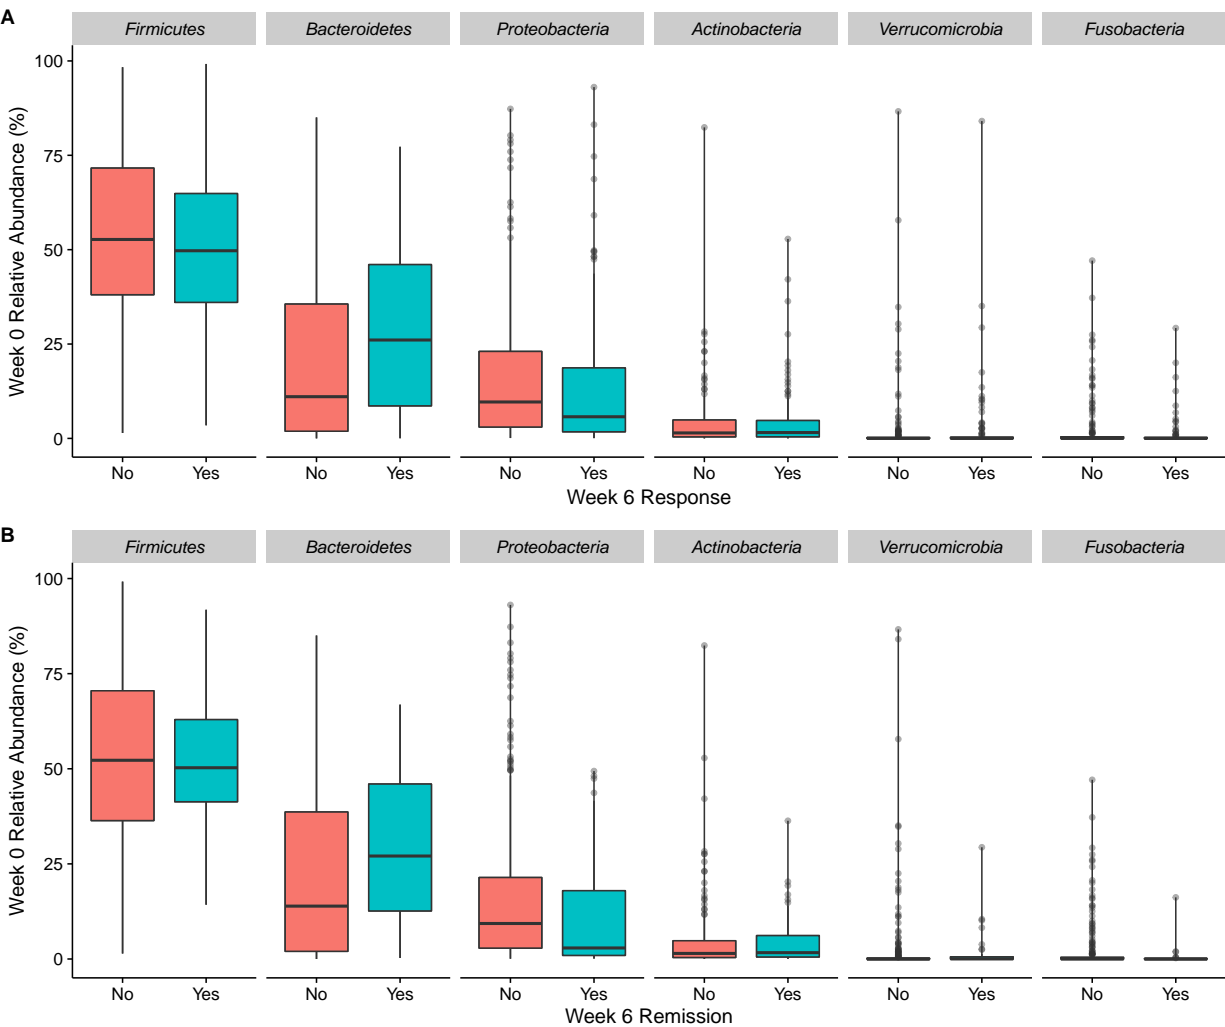 A
Firmicutes Bacteroidetes Proteobacteria Actinobacteria Verrucomicrobia Fusobacteria
Week 0 Relative Abundance (%)
100
75
50
25
0
No Yes No Yes No Yes No Yes No Yes No Yes
Week 6 Response
B
Firmicutes Bacteroidetes Proteobacteria Actinobacteria Verrucomicrobia Fusobacteria
Week 0 Relative Abundance (%)
100
75
50
25
0
No Yes No Yes No Yes No Yes No Yes No Yes
Week 6 Remission